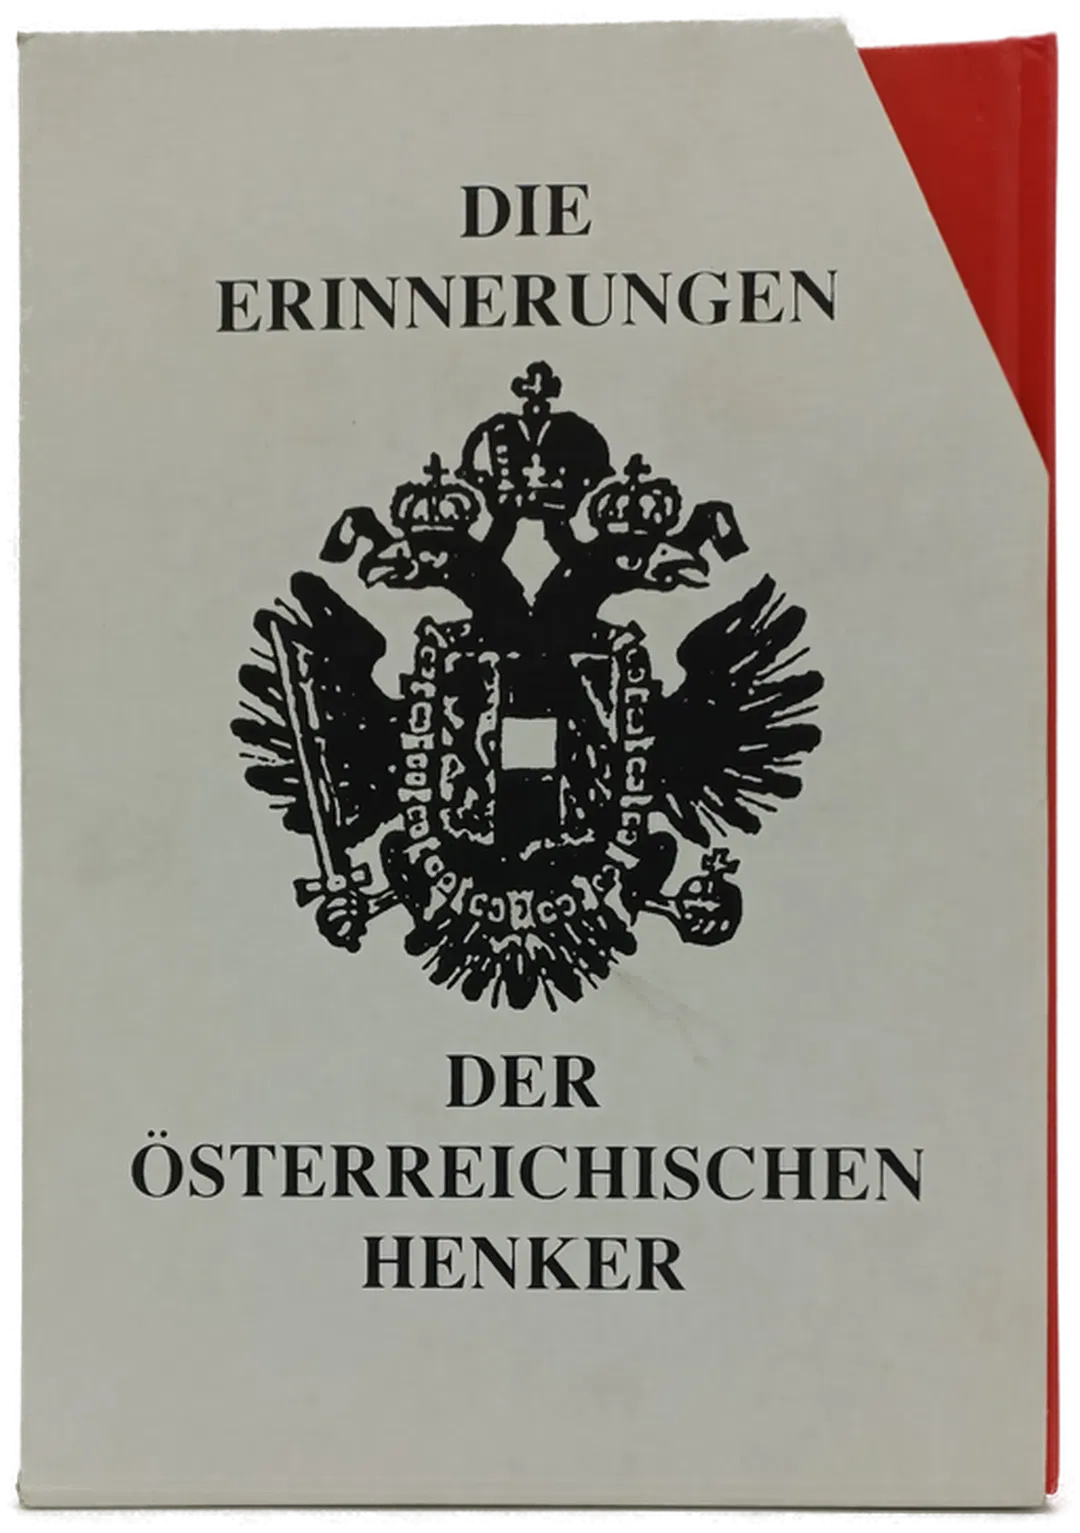 DIE
ERINNERUNGEN
DER
ÖSTERREICHISCHEN
HENKER